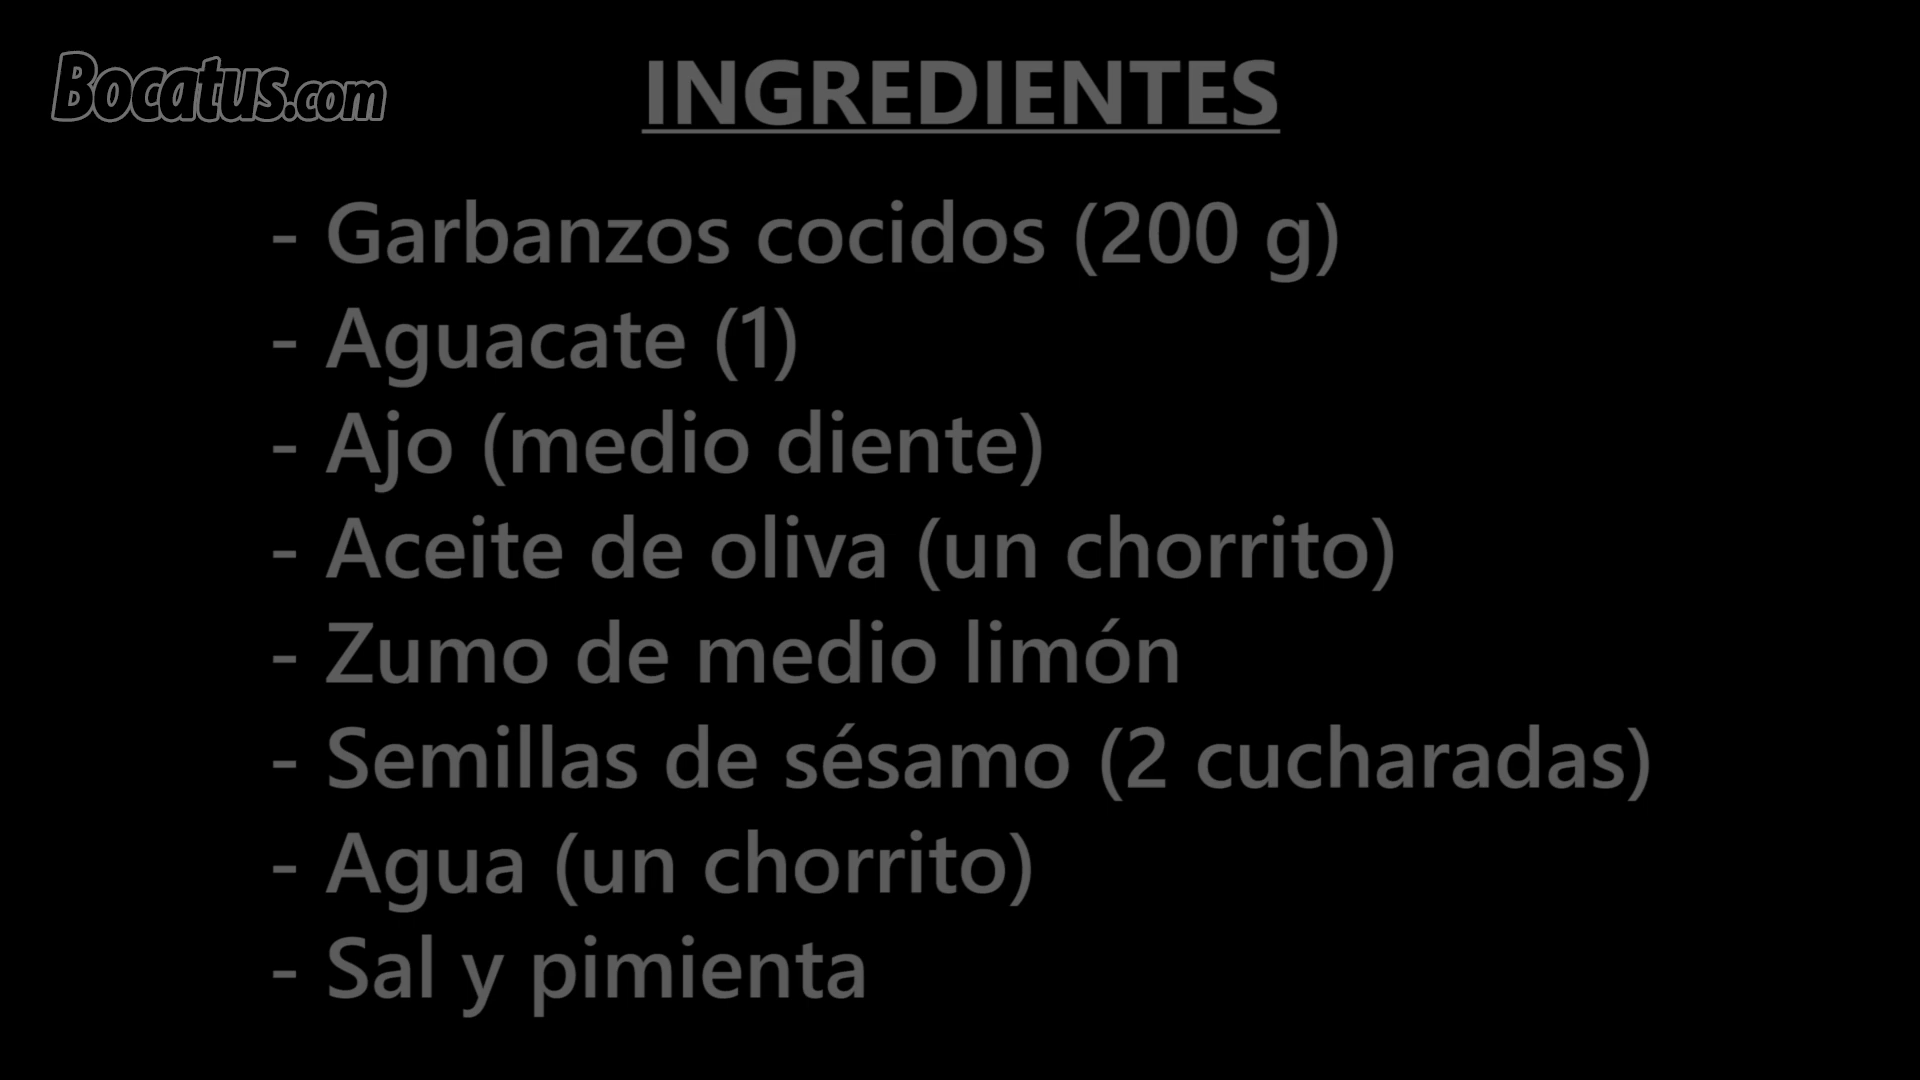 Bocatus.com
INGREDIENTES
- Garbanzos cocidos (200 g)
- Aguacate (1)
- Ajo (medio diente)
- Aceite de oliva (un chorrito)
- Zumo de medio limón
- Semillas de sésamo (2 cucharadas)
- Agua (un chorrito)
- Sal y pimienta